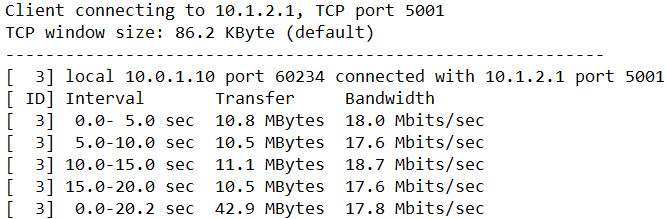 Client connecting to 10.1.2.1, TCP port 5001
TCP window size: 86.2 KByte (default)
------------------------------------------------------------
[  3] local 10.0.1.10 port 60234 connected with 10.1.2.1 port 5001
[ ID] Interval       Transfer     Bandwidth
[  3]  0.0- 5.0 sec  10.8 MBytes  18.0 Mbits/sec
[  3]  5.0-10.0 sec  10.5 MBytes  17.6 Mbits/sec
[  3] 10.0-15.0 sec  11.1 MBytes  18.7 Mbits/sec
[  3] 15.0-20.0 sec  10.5 MBytes  17.6 Mbits/sec
[  3]  0.0-20.2 sec  42.9 MBytes  17.8 Mbits/sec